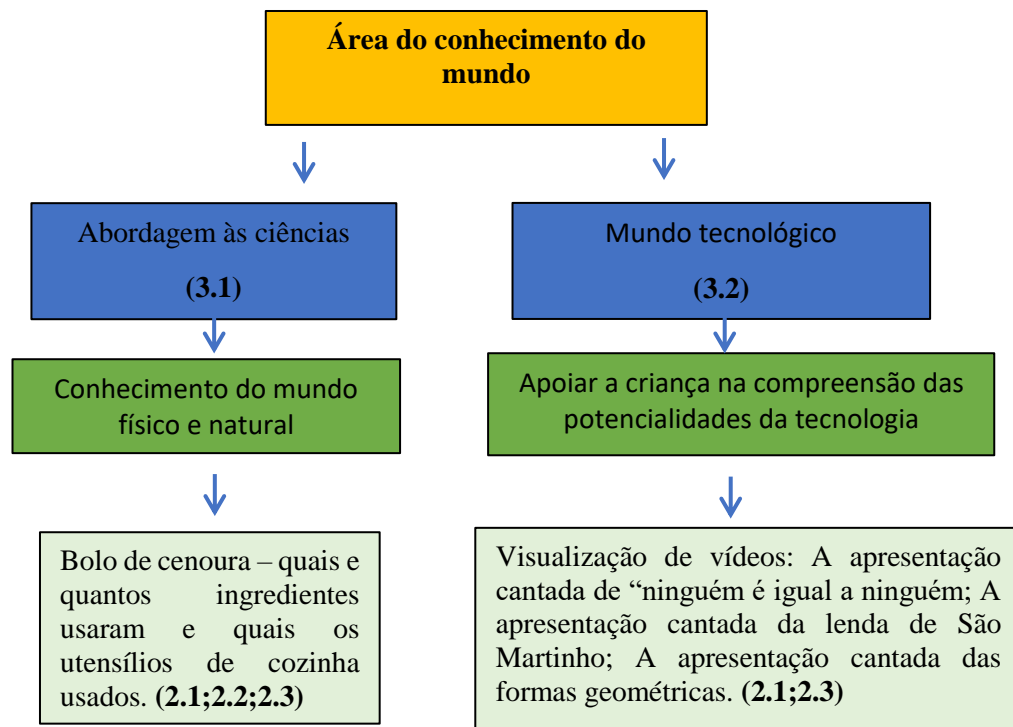 Área do conhecimento do
mundo
Abordagem às ciências
(3.1)
Mundo tecnológico
(3.2)
Conhecimento do mundo
físico e natural
Apoiar a criança na compreensão das
potencialidades da tecnologia
Bolo de cenoura – quais e
quantos ingredientes
usaram e quais os
utensílios de cozinha
usados. (2.1;2.2;2.3)
Visualização de vídeos: A apresentação
cantada de “ninguém é igual a ninguém; A
apresentação cantada da lenda de São
Martinho; A apresentação cantada das
formas geométricas. (2.1;2.3)